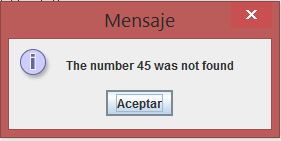 Mensaje
The number 45 was not found
Aceptar